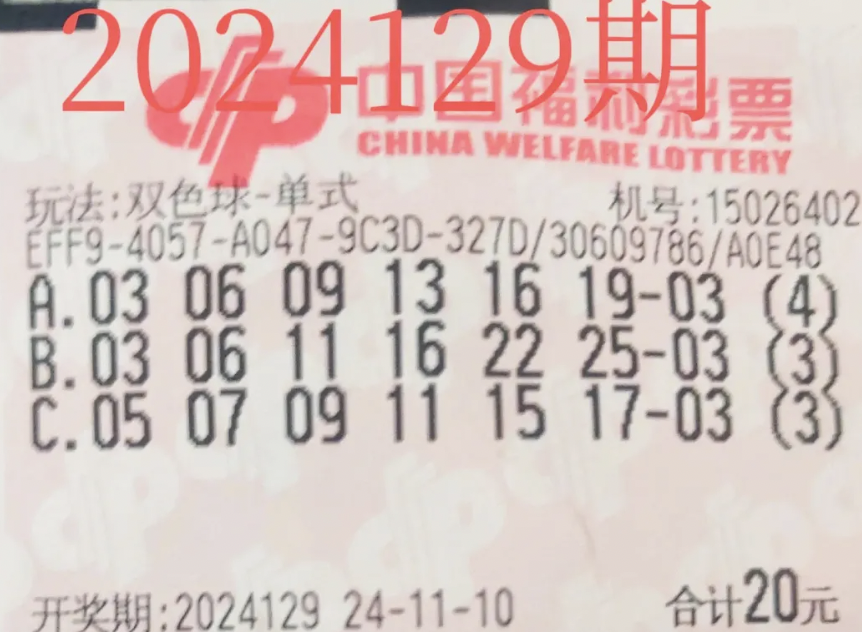 2024129期
中国福利彩票
CHINA WELFARE LOTTERY
玩法:双色球-单式 机号:15026402
EFF9-4057-A047-9C3D-327D/30609786/A0E48
A.03 06 09 13 16 19-03 (4)
B.03 06 11 16 22 25-03 (3)
C.05 07 09 11 15 17-03 (3)
开奖期:2024129 24-11-10 合计20元